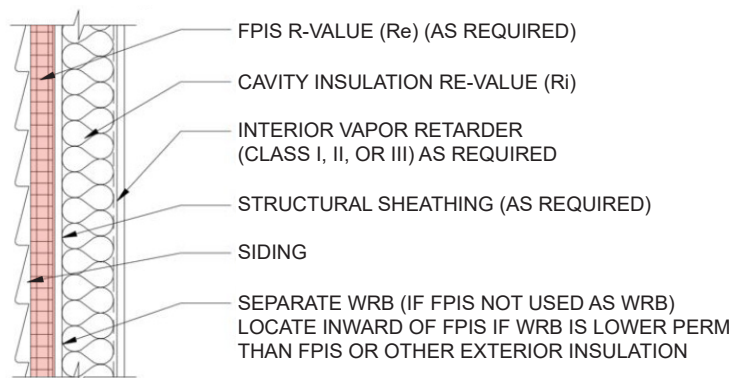 FPIS R-VALUE (Re) (AS REQUIRED)
CAVITY INSULATION RE-VALUE (Ri)
INTERIOR VAPOR RETARDER
(CLASS I, II, OR III) AS REQUIRED
STRUCTURAL SHEATHING (AS REQUIRED)
SIDING
SEPARATE WRB (IF FPIS NOT USED AS WRB)
LOCATE INWARD OF FPIS IF WRB IS LOWER PERM
THAN FPIS OR OTHER EXTERIOR INSULATION